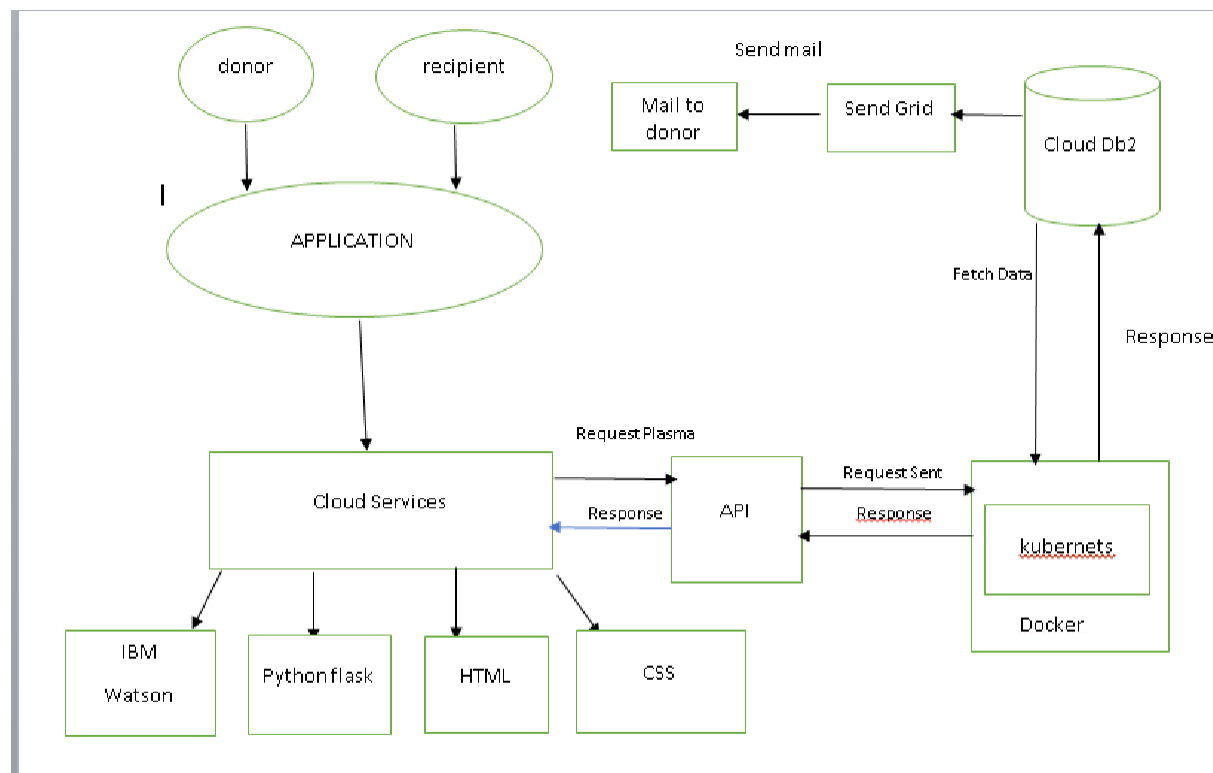 donor
recipient
Send mail
Mail to
donor
Send Grid
Cloud Db2
APPLICATION
Fetch Data
Response
Request Plasma
Cloud Services
Response
API
Request Sent
Response
kubernets
Docker
IBM
Watson
Python flask
HTML
CSS